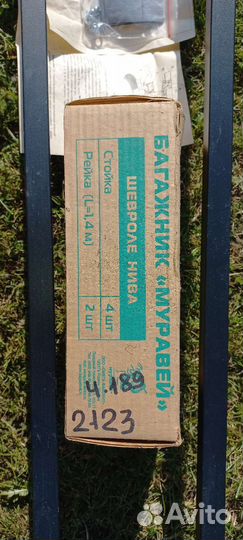 БАГАЖНИК «МУРАВЕЙ»
ШЕВРОЛЕ НИВА
Стойка 4 шт
Рейка (L=1.4 м) 2 шт
4.189
2123
Avito